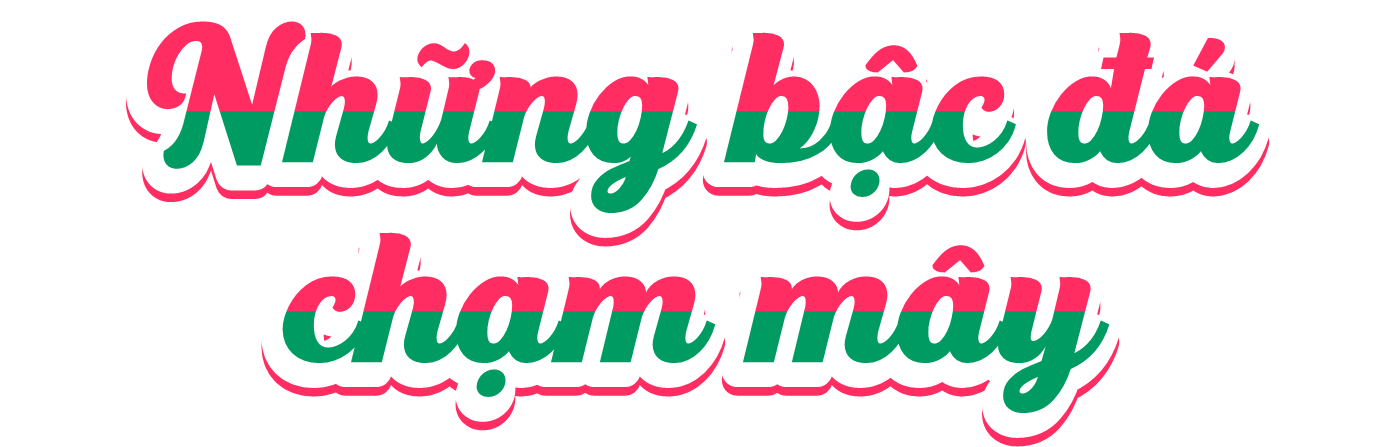 Những bậc đá
chạm mây